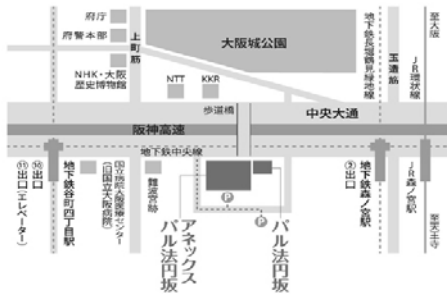 府庁
府警本部
上町筋
大阪城公園
地下鉄長堀鶴見緑地線
玉造筋
JR環状線
至大阪
NHK・大阪
歴史博物館
NTT
KKR
歩道橋
中央大通
阪神高速
地下鉄中央線
⑪出口(エレベーター)
⑩出口
地下鉄谷町四丁目駅
国立病院大阪医療センター
(旧国立大阪病院)
難波宮跡
P
P
アネックス
パル法円坂
パル法円坂
②出口
地下鉄森ノ宮駅
JR森ノ宮駅
至天王寺